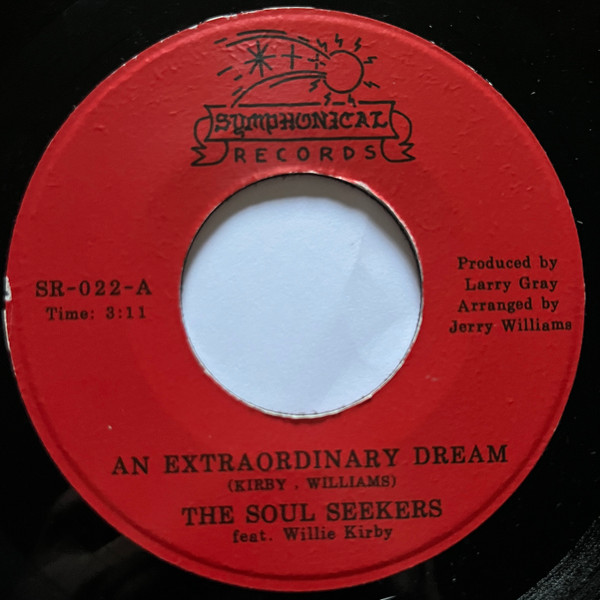 SYMPHONICAL
RECORDS
SR-022-A
Time: 3:11
Produced by
Larry Gray
Arranged by
Jerry Williams
AN EXTRAORDINARY DREAM
(KIRBY . WILLIAMS)
THE SOUL SEEKERS
feat. Willie Kirby